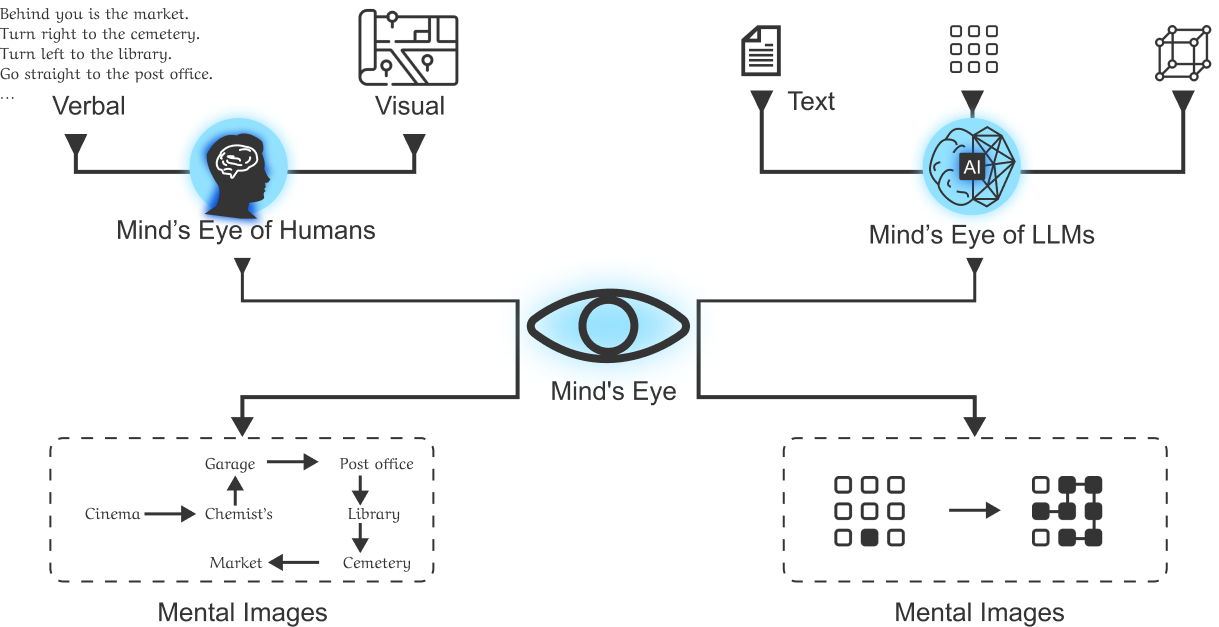 Behind you is the market.
Turn right to the cemetery.
Turn left to the library.
Go straight to the post office.
...
Verbal
Visual
Text
AI
Mind's Eye of Humans
Mind's Eye of LLMs
Mind's Eye
Garage
Post office
Cinema
Chemist's
Library
Market
Cemetery
Mental Images
Mental Images